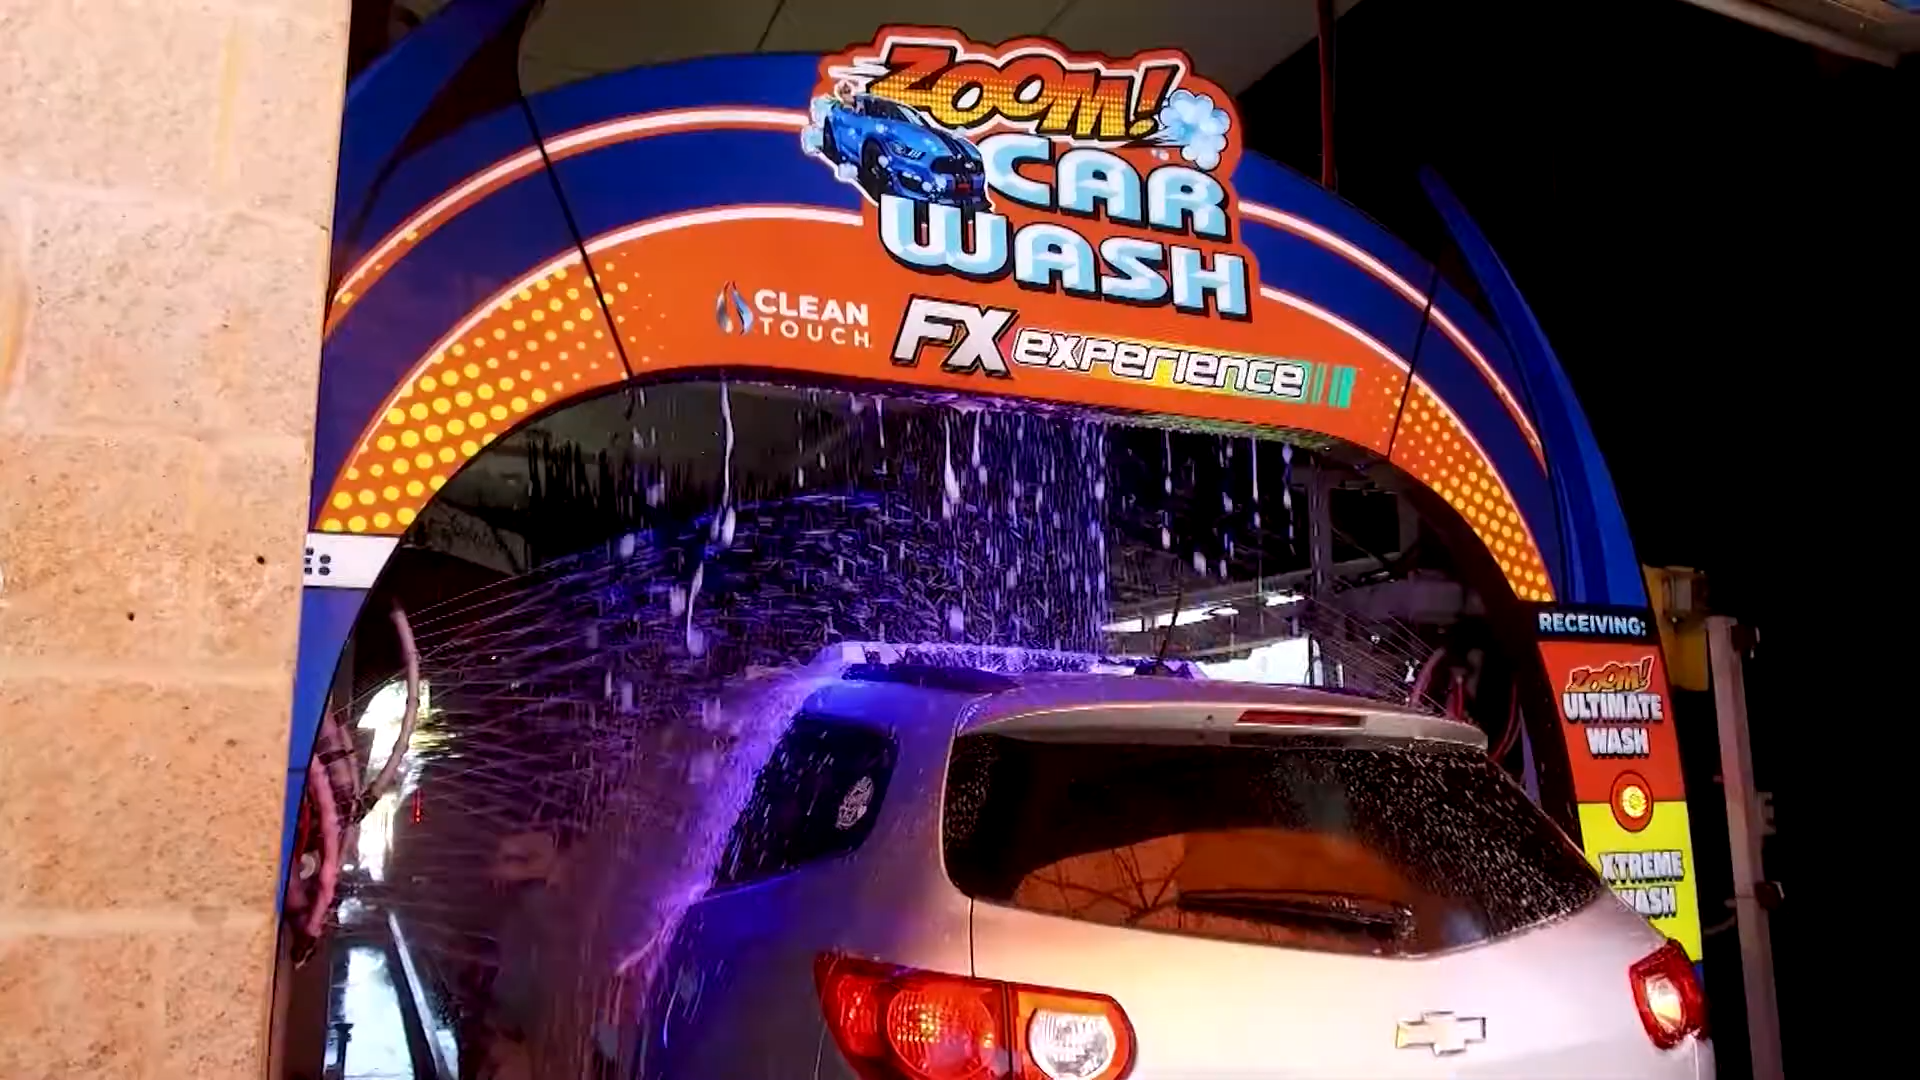 ZOOM!
CAR
WASH
CLEAN
TOUCH
FX experience
RECEIVING:
ZOOM!
ULTIMATE
WASH
XTREME
WASH